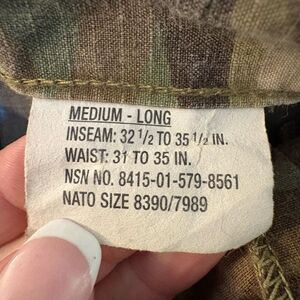 MEDIUM - LONG
INSEAM: 32 1/2 TO 35 1/2 IN.
WAIST: 31 TO 35 IN.
NSN NO. 8415-01-579-8561
NATO SIZE 8390/7989